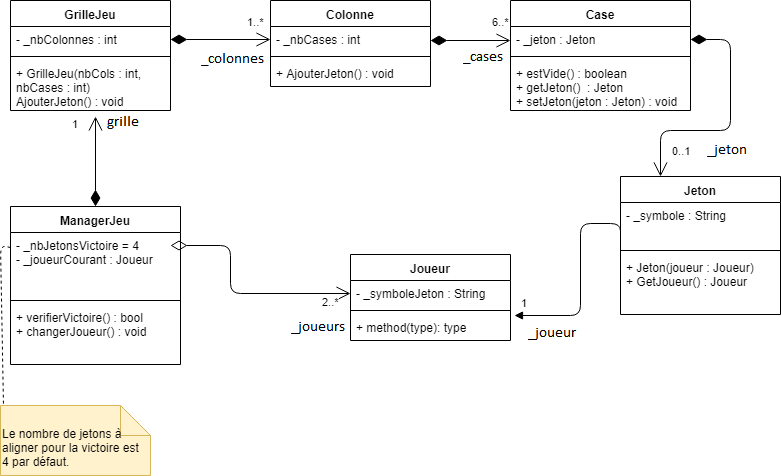 GrilleJeu
- _nbColonnes : int
+ GrilleJeu(nbCols : int,
nbCases : int)
AjouterJeton() : void
1..*
_colonnes
Colonne
- _nbCases : int
+ AjouterJeton() : void
6..*
_cases
Case
- _jeton : Jeton
+ estVide() : boolean
+ getJeton()  : Jeton
+ setJeton(jeton : Jeton) : void
1
grille
0..1
_jeton
ManagerJeu
- _nbJetonsVictoire = 4
- _joueurCourant : Joueur
+ verifierVictoire() : bool
+ changerJoueur() : void
2..*
_joueurs
Joueur
- _symboleJeton : String
+ method(type): type
1
_joueur
Jeton
- _symbole : String
+ Jeton(joueur : Joueur)
+ GetJoueur() : Joueur
Le nombre de jetons à
aligner pour la victoire est
4 par défaut.